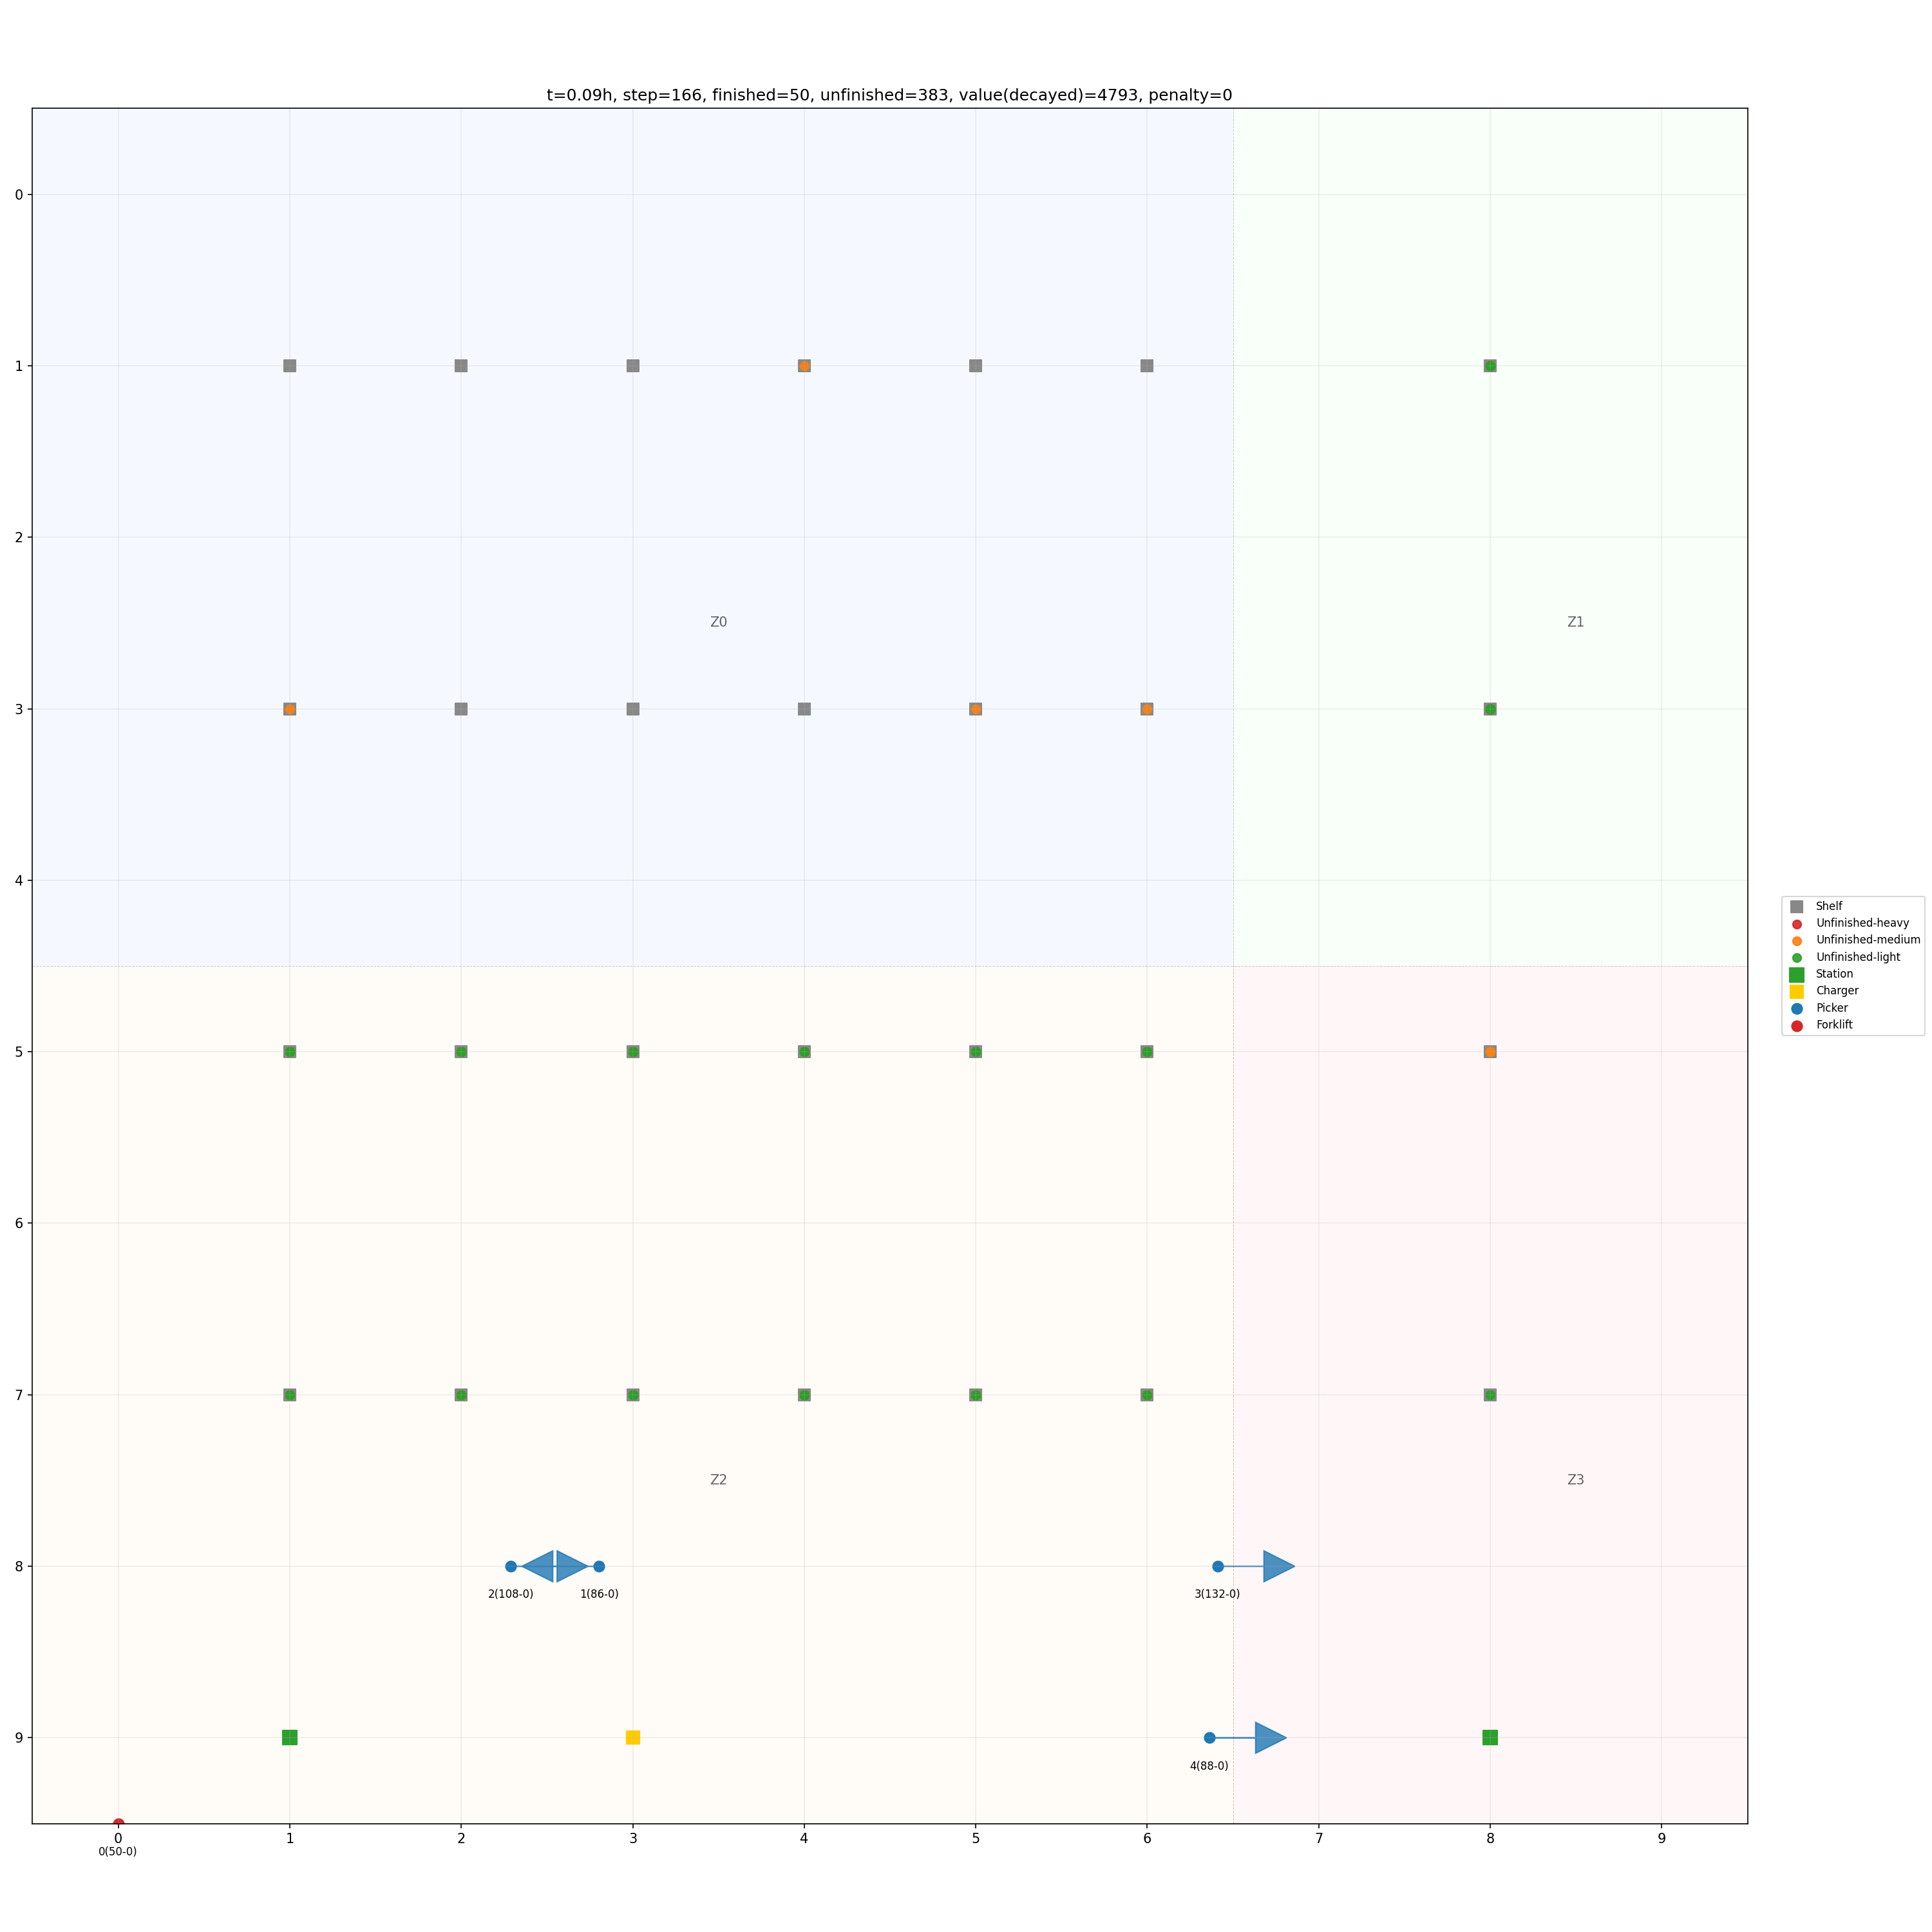 t=0.09h, step=166, finished=50, unfinished=383, value(decayed)=4793, penalty=0
0
1
2
Z0
Z1
3
4
Shelf
Unfinished-heavy
Unfinished-medium
Unfinished-light
Station
Charger
Picker
Forklift
5
6
7
Z2
Z3
8
2(108-0)
1(86-0)
3(132-0)
9
4(88-0)
0 1 2 3 4 5 6 7 8 9
0(50-0)